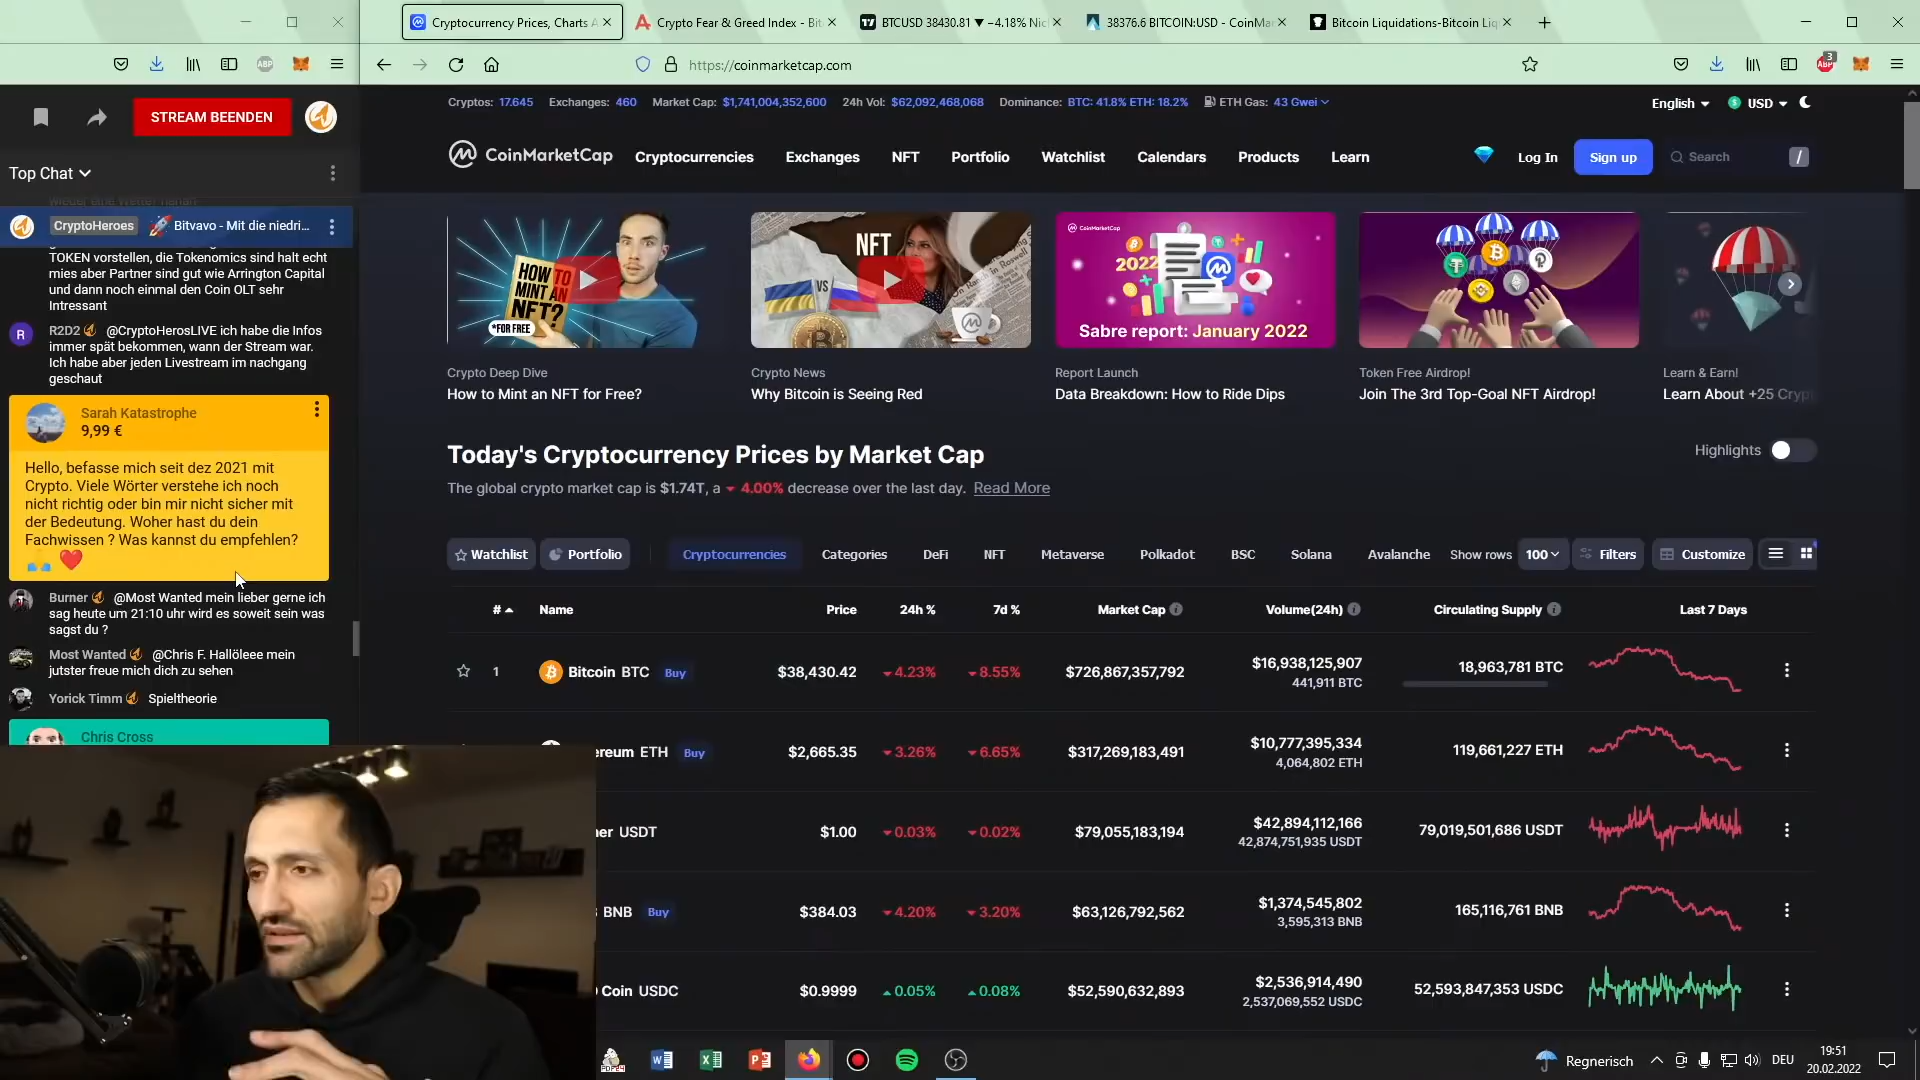 Cryptocurrency Prices, Charts A
Crypto Fear & Greed Index - Bit
BTCUSD 38430.81 ▼ −4.18%
38376.6 BITCOIN:USD - CoinMar
Bitcoin Liquidations-Bitcoin Liq
https://coinmarketcap.com
ABP
ABP
3
STREAM BEENDEN
Top Chat
CryptoHeroes 🚀 Bitvavo - Mit die niedri...
TOKEN vorstellen, die Tokenomics sind halt echt
mies aber Partner sind gut wie Arrington Capital
und dann noch einmal den Coin OLT sehr
Intressant
R
R2D2 @CryptoHerosLIVE ich habe die Infos
immer spät bekommen, wann der Stream war.
Ich habe aber jeden Livestream im nachgang
geschaut
Sarah Katastrophe
9,99 €
Hello, befasse mich seit dez 2021 mit
Crypto. Viele Wörter verstehe ich noch
nicht richtig oder bin mir nicht sicher mit
der Bedeutung. Woher hast du dein
Fachwissen ? Was kannst du empfehlen?
🙏 ❤️
Burner @Most Wanted mein lieber gerne ich
sag heute um 21:10 uhr wird es soweit sein was
sagst du ?
Most Wanted @Chris F. Hallöleee mein
jutster freue mich dich zu sehen
Yorick Timm Spieltheorie
Chris Cross
Cryptos: 17.645 Exchanges: 460 Market Cap: $1,741,004,352,600 24h Vol: $62,092,468,068 Dominance: BTC: 41.8% ETH: 18.2% ETH Gas: 43 Gwei
English USD
CoinMarketCap Cryptocurrencies Exchanges NFT Portfolio Watchlist Calendars Products Learn Log In Sign up Search /
HOW TO
MINT AN
NFT?
*FOR FREE
NFT
VS
CoinMarketCap
2022
Sabre report: January 2022
Crypto Deep Dive
How to Mint an NFT for Free?
Crypto News
Why Bitcoin is Seeing Red
Report Launch
Data Breakdown: How to Ride Dips
Token Free Airdrop!
Join The 3rd Top-Goal NFT Airdrop!
Learn & Earn!
Learn About +25 Crypt
Today's Cryptocurrency Prices by Market Cap
Highlights
The global crypto market cap is $1.74T, a ▾ 4.00% decrease over the last day. Read More
Watchlist Portfolio Cryptocurrencies Categories DeFi NFT Metaverse Polkadot BSC Solana Avalanche Show rows 100 Filters Customize
# Name Price 24h % 7d % Market Cap Volume(24h) Circulating Supply Last 7 Days
1 Bitcoin BTC Buy $38,430.42 ▾4.23% ▾8.55% $726,867,357,792 $16,938,125,907 18,963,781 BTC
441,911 BTC
ereum ETH Buy $2,665.35 ▾3.26% ▾6.65% $317,269,183,491 $10,777,395,334 119,661,227 ETH
4,064,802 ETH
her USDT $1.00 ▾0.03% ▾0.02% $79,055,183,194 $42,894,112,166 79,019,501,686 USDT
42,874,751,935 USDT
BNB Buy $384.03 ▾4.20% ▾3.20% $63,126,792,562 $1,374,545,802 165,116,761 BNB
3,595,313 BNB
Coin USDC $0.9999 ▴0.05% ▴0.08% $52,590,632,893 $2,536,914,490 52,593,847,353 USDC
2,537,069,552 USDC
Regnerisch DEU 19:51
20.02.2022